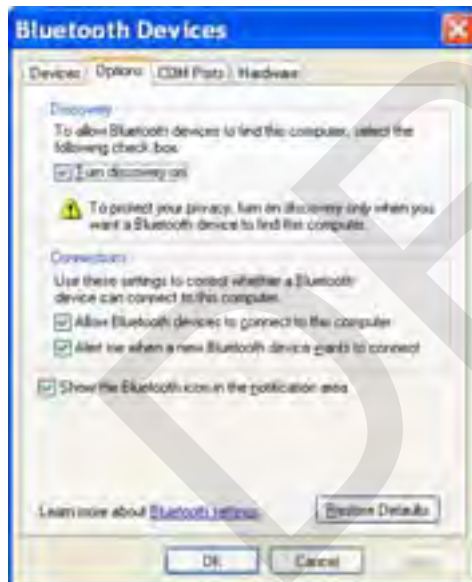 Bluetooth Devices
Devices Options COM Ports Hardware
Discovery
To allow Bluetooth devices to find this computer, select the
following check box.
Turn discovery on
To protect your privacy, turn on discovery only when you
want a Bluetooth device to find this computer.
Connections
Use these settings to control whether a Bluetooth
device can connect to this computer.
Allow Bluetooth devices to connect to this computer
Alert me when a new Bluetooth device wants to connect
Show the Bluetooth icon in the notification area
Learn more about Bluetooth settings.
Restore Defaults
OK Cancel